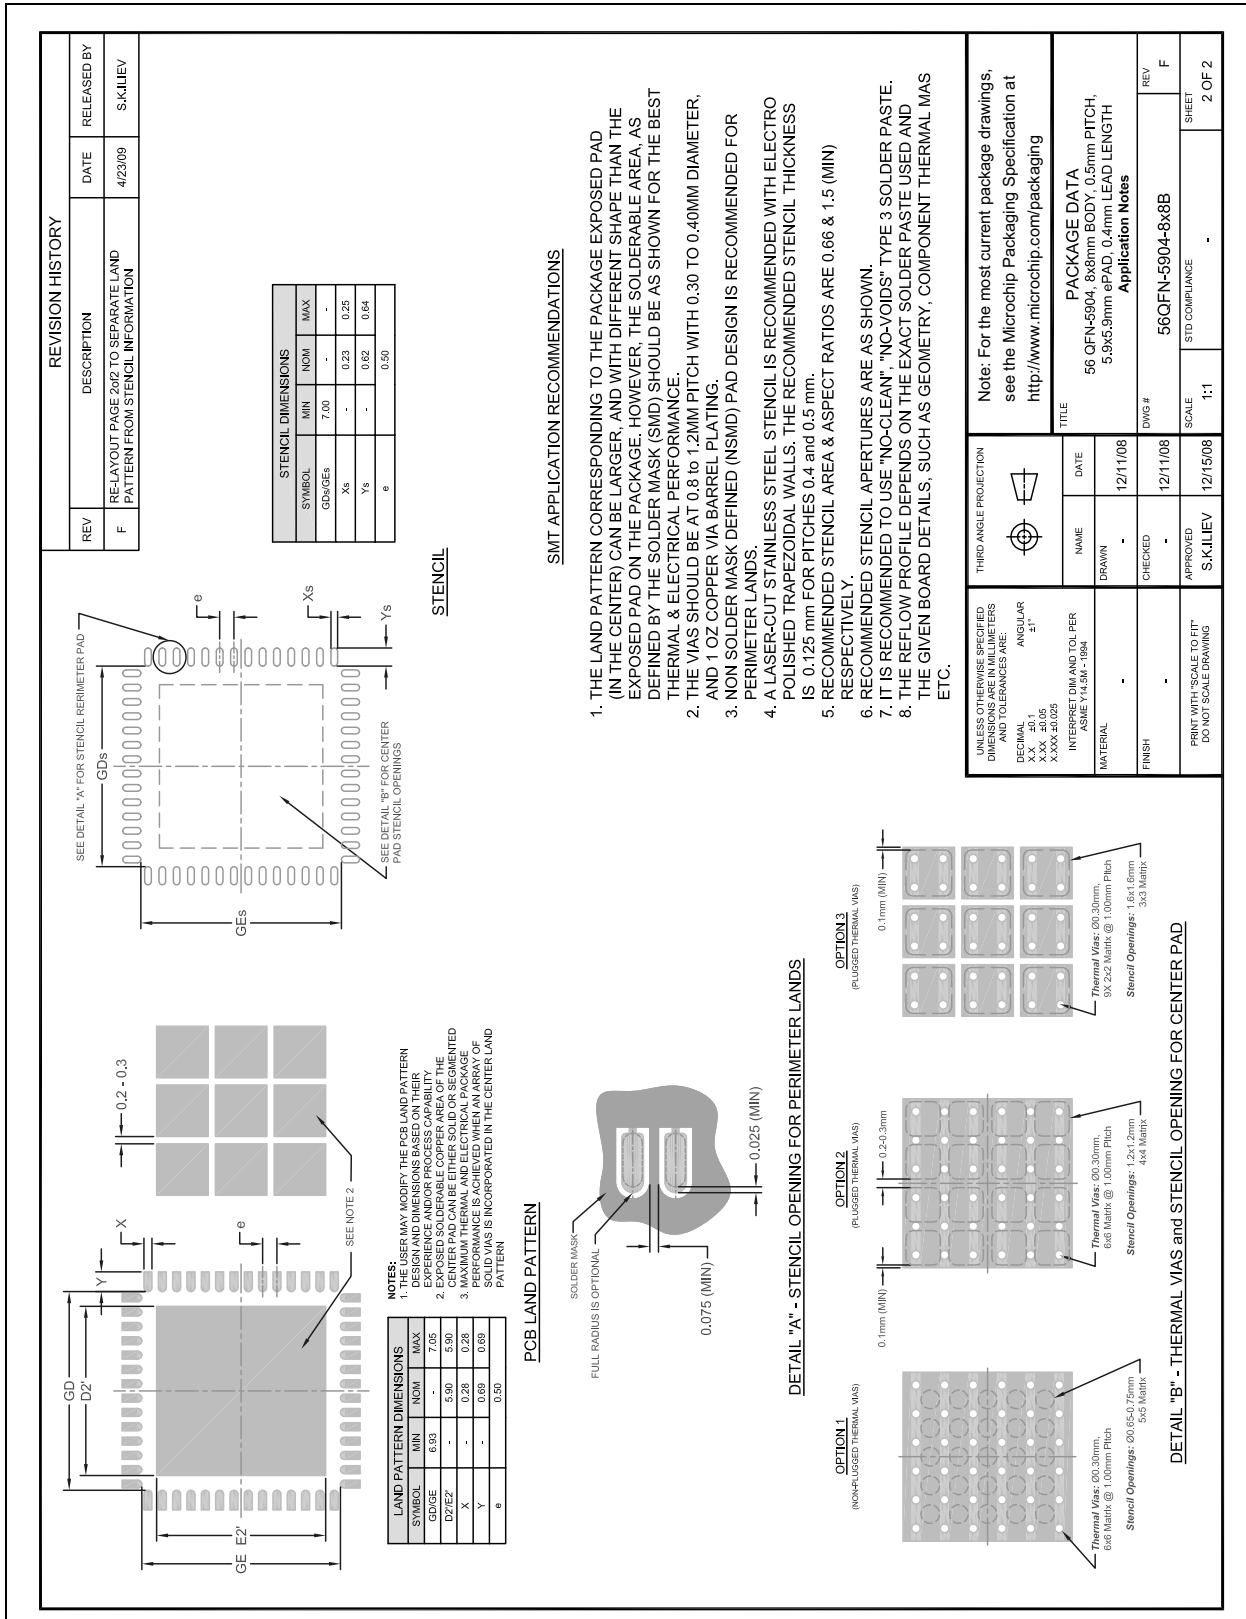 REVISION HISTORY
REV DESCRIPTION DATE RELEASED BY
F RE-LAYOUT PAGE 2of2 TO SEPARATE LAND 4/23/09 S.K.ILIEV
PATTERN FROM STENCIL INFORMATION
GD
D2'
Y
X
e
0.2 - 0.3
GE
E2'
SEE NOTE 2
LAND PATTERN DIMENSIONS
SYMBOL MIN NOM MAX
GD/GE 6.93 - 7.05
D2'/E2' - 5.90 5.90
X - 0.28 0.28
Y - 0.69 0.69
e 0.50
NOTES:
1. THE USER MAY MODIFY THE PCB LAND PATTERN
DESIGN AND DIMENSIONS BASED ON THEIR
EXPERIENCE AND/OR PROCESS CAPABILITY
2. EXPOSED SOLDERABLE COPPER AREA OF THE
CENTER PAD CAN BE EITHER SOLID OR SEGMENTED
3. MAXIMUM THERMAL AND ELECTRICAL PACKAGE
PERFORMANCE IS ACHIEVED WHEN AN ARRAY OF
SOLID VIAS IS INCORPORATED IN THE CENTER LAND
PATTERN
PCB LAND PATTERN
SEE DETAIL "A" FOR STENCIL RERIMETER PAD
GDs
GEs
e
Xs
Ys
SEE DETAIL "B" FOR CENTER
PAD STENCIL OPENINGS
STENCIL
STENCIL DIMENSIONS
SYMBOL MIN NOM MAX
GDs/GEs 7.00 - -
Xs - 0.23 0.25
Ys - 0.62 0.64
e 0.50
SOLDER MASK
FULL RADIUS IS OPTIONAL
0.075 (MIN)
0.025 (MIN)
DETAIL "A" - STENCIL OPENING FOR PERIMETER LANDS
SMT APPLICATION RECOMMENDATIONS
1. THE LAND PATTERN CORRESPONDING TO THE PACKAGE EXPOSED PAD
(IN THE CENTER) CAN BE LARGER, AND WITH DIFFERENT SHAPE THAN THE
EXPOSED PAD ON THE PACKAGE. HOWEVER, THE SOLDERABLE AREA, AS
DEFINED BY THE SOLDER MASK (SMD) SHOULD BE AS SHOWN FOR THE BEST
THERMAL & ELECTRICAL PERFORMANCE.
2. THE VIAS SHOULD BE AT 0.8 to 1.2MM PITCH WITH 0.30 TO 0.40MM DIAMETER,
AND 1 OZ COPPER VIA BARREL PLATING.
3. NON SOLDER MASK DEFINED (NSMD) PAD DESIGN IS RECOMMENDED FOR
PERIMETER LANDS.
4. A LASER-CUT STAINLESS STEEL STENCIL IS RECOMMENDED WITH ELECTRO
POLISHED TRAPEZOIDAL WALLS. THE RECOMMENDED STENCIL THICKNESS
IS 0.125 mm FOR PITCHES 0.4 and 0.5 mm.
5. RECOMMENDED STENCIL AREA & ASPECT RATIOS ARE 0.66 & 1.5 (MIN)
RESPECTIVELY.
6. RECOMMENDED STENCIL APERTURES ARE AS SHOWN.
7. IT IS RECOMMENDED TO USE "NO-CLEAN", "NO-VOIDS" TYPE 3 SOLDER PASTE.
8. THE REFLOW PROFILE DEPENDS ON THE EXACT SOLDER PASTE USED AND
THE GIVEN BOARD DETAILS, SUCH AS GEOMETRY, COMPONENT THERMAL MAS
ETC.
OPTION 1
(NON-PLUGGED THERMAL VIAS)
Thermal Vias: Ø0.30mm,
6x6 Matrix @ 1.00mm Pitch
Stencil Openings: Ø0.65-0.75mm
5x5 Matrix
OPTION 2
(PLUGGED THERMAL VIAS)
0.1mm (MIN)
0.2-0.3mm
Thermal Vias: Ø0.30mm,
6x6 Matrix @ 1.00mm Pitch
Stencil Openings: 1.2x1.2mm
4x4 Matrix
OPTION 3
(PLUGGED THERMAL VIAS)
0.1mm (MIN)
Thermal Vias: Ø0.30mm,
9X 2x2 Matrix @ 1.00mm Pitch
Stencil Openings: 1.6x1.6mm
3x3 Matrix
DETAIL "B" - THERMAL VIAS and STENCIL OPENING FOR CENTER PAD
UNLESS OTHERWISE SPECIFIED
DIMENSIONS ARE IN MILLIMETERS
AND TOLERANCES ARE:
DECIMAL ANGULAR
X.X ±0.1 ±1°
X.XX ±0.05
X.XXX ±0.025
INTERPRET DIM AND TOL PER
ASME Y14.5M - 1994
MATERIAL
-
FINISH
-
PRINT WITH "SCALE TO FIT"
DO NOT SCALE DRAWING
THIRD ANGLE PROJECTION
NAME DATE
DRAWN
- 12/11/08
CHECKED
- 12/11/08
APPROVED
S.K.ILIEV 12/15/08
Note: For the most current package drawings,
see the Microchip Packaging Specification at
http://www.microchip.com/packaging
TITLE
PACKAGE DATA
56 QFN-5904, 8x8mm BODY, 0.5mm PITCH,
5.9x5.9mm ePAD, 0.4mm LEAD LENGTH
Application Notes
DWG #
56QFN-5904-8x8B
REV
F
SCALE
1:1
STD COMPLIANCE
-
SHEET
2 OF 2